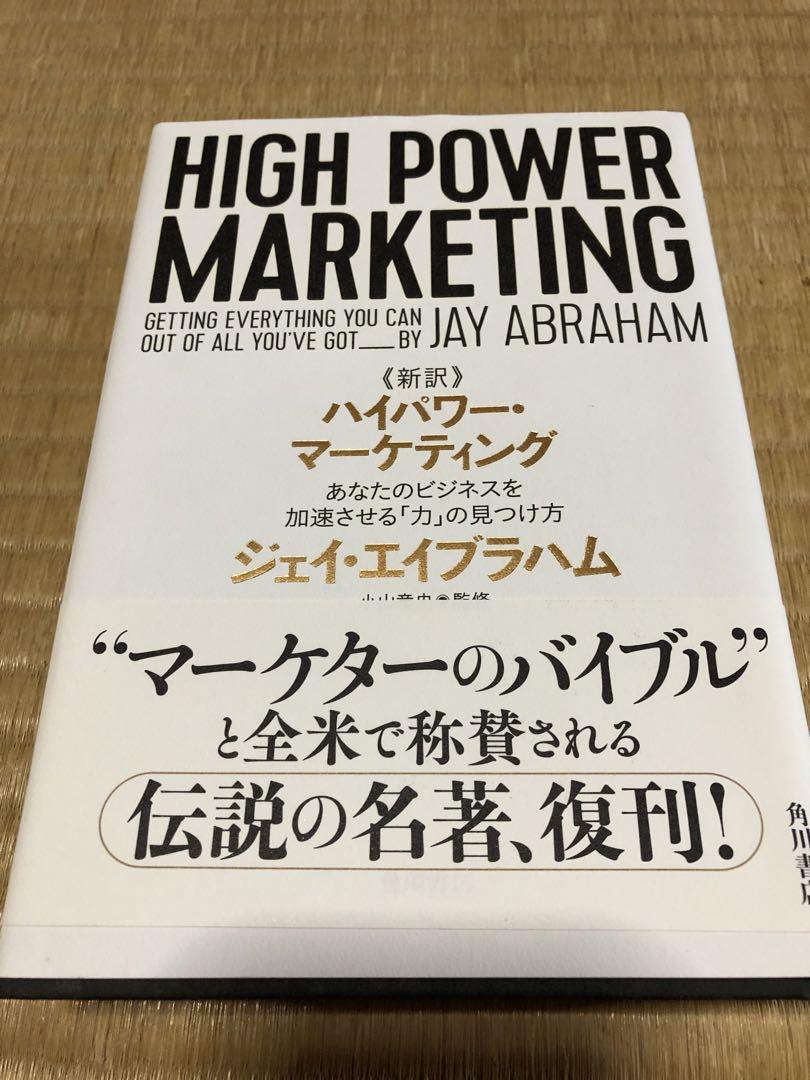 HIGH POWER
MARKETING
GETTING EVERYTHING YOU CAN
OUT OF ALL YOU'VE GOT___BY JAY ABRAHAM
《新訳》
ハイパワー・
マーケティング
あなたのビジネスを
加速させる「力」の見つけ方
ジェイ・エイブラハム
“マーケターのバイブル”
と全米で称賛される
伝説の名著、復刊!
角川書店